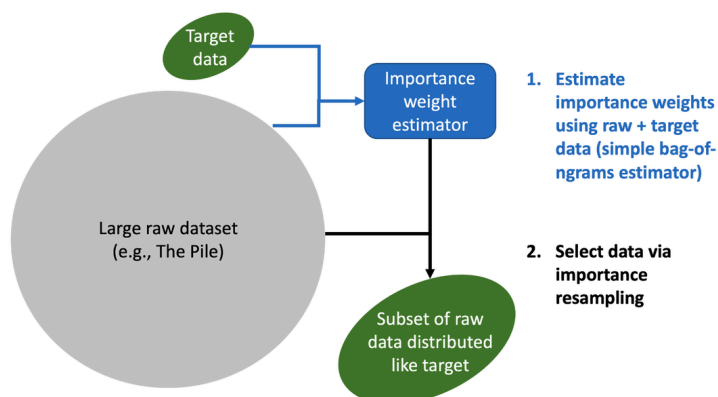 Target
data
Importance
weight
estimator
1. Estimate
importance weights
using raw + target
data (simple bag-of-
ngrams estimator)
Large raw dataset
(e.g., The Pile)
2. Select data via
importance
resampling
Subset of raw
data distributed
like target